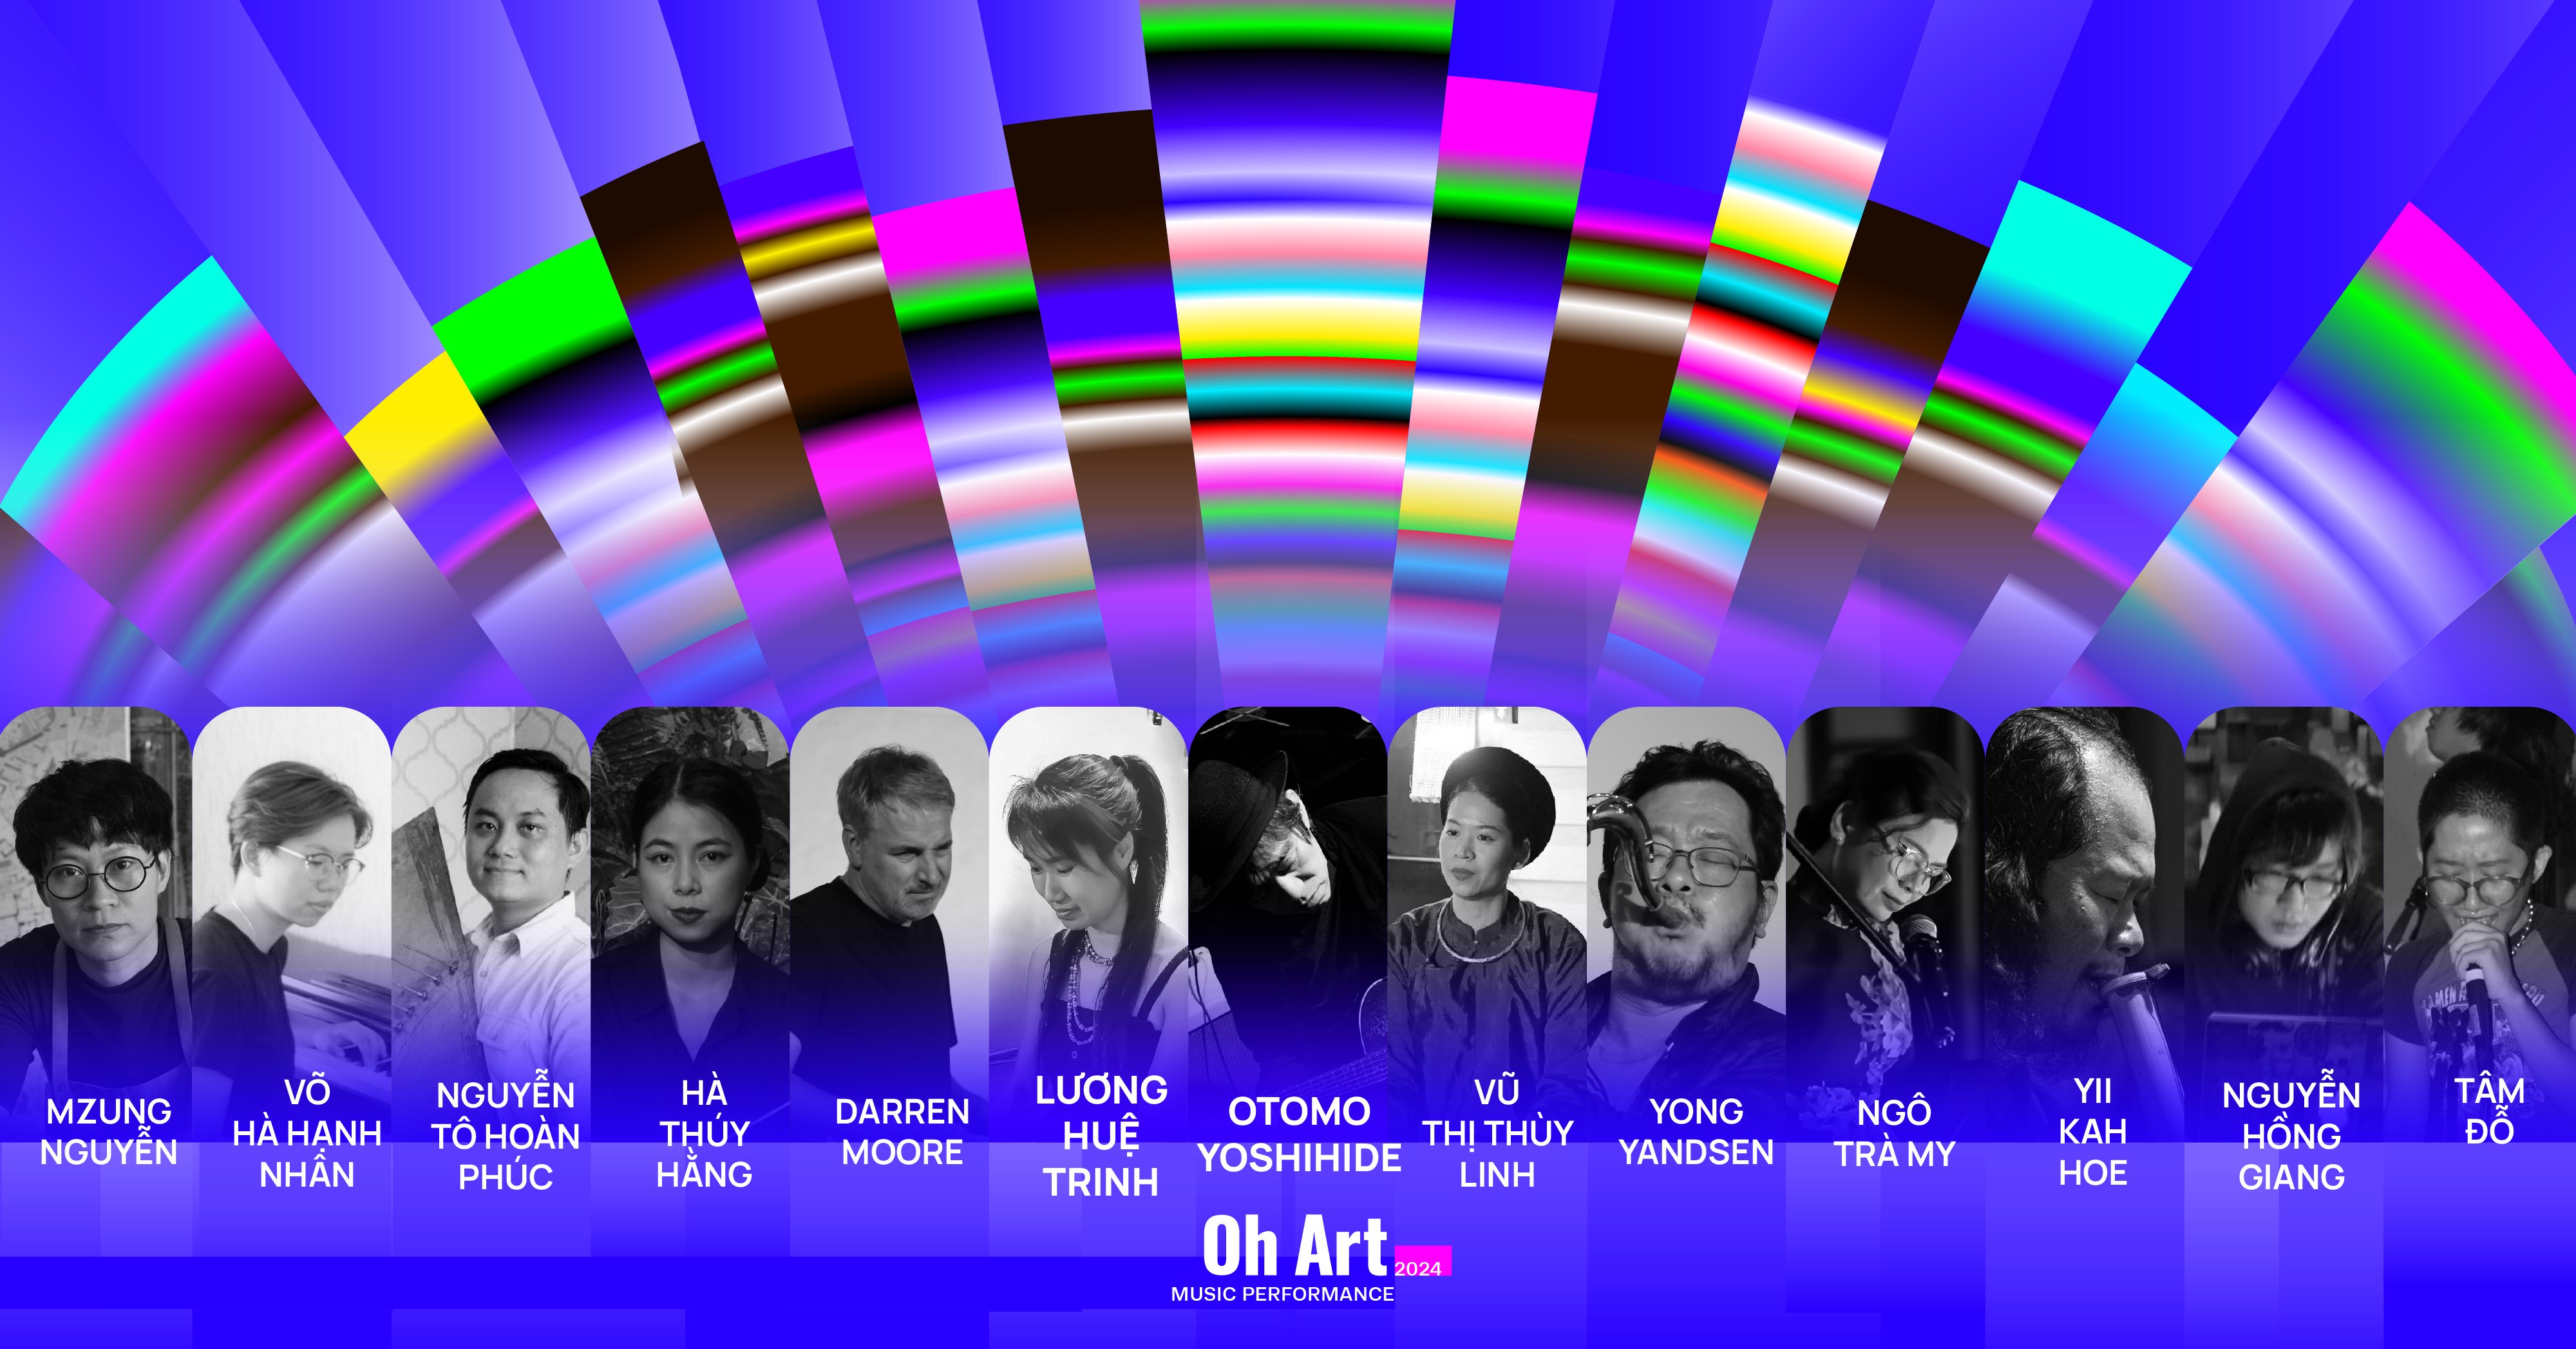 MZUNG
NGUYỄN
VÕ
HÀ HẠNH
NHÂN
NGUYỄN
TÔ HOÀN
PHÚC
HÀ
THÚY
HẰNG
DARREN
MOORE
LƯƠNG
HUỆ
TRINH
OTOMO
YOSHIHIDE
VŨ
THỊ THÙY
LINH
YONG
YANDSEN
NGÔ
TRÀ MY
YII
KAH
HOE
NGUYỄN
HỒNG
GIANG
TÂM
ĐỖ
Oh Art
2024
MUSIC PERFORMANCE